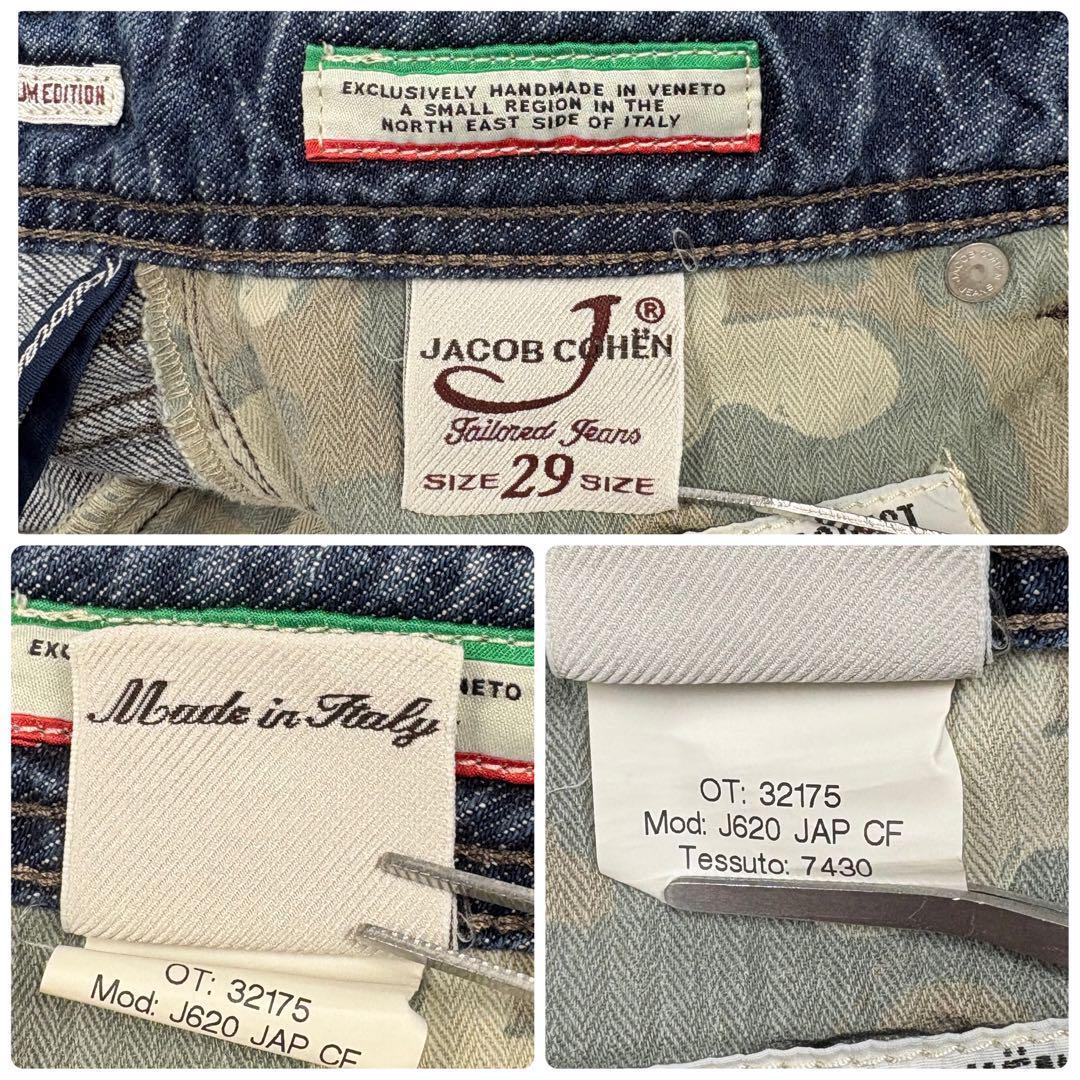 EDITION
EXCLUSIVELY HANDMADE IN VENETO
A SMALL REGION IN THE
NORTH EAST SIDE OF ITALY
J®
JACOB COHËN
Tailored Jeans
SIZE 29 SIZE
JEANS
EXC
NETO
Made in Italy
OT: 32175
Mod: J620 JAP CF
OT: 32175
Mod: J620 JAP CF
Tessuto: 7430